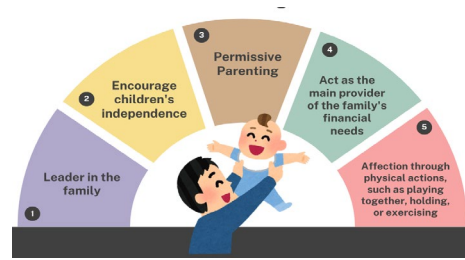 1
Leader in the
family
2
Encourage
children's
independence
3
Permissive
Parenting
4
Act as the
main provider
of the family's
financial
needs
5
Affection through
physical actions,
such as playing
together, holding,
or exercising